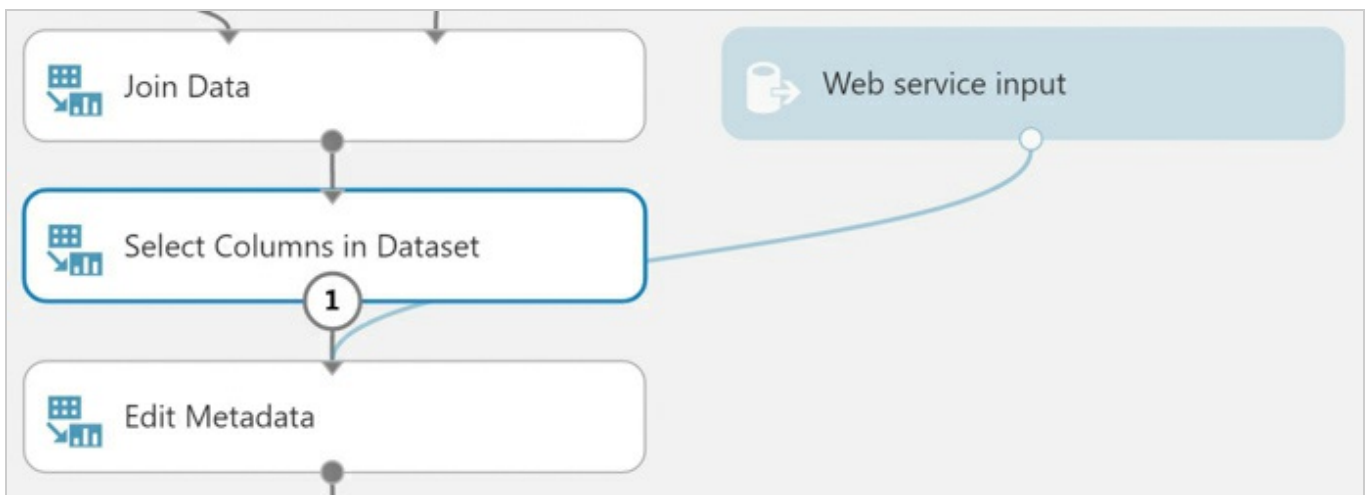 Join Data
Web service input
Select Columns in Dataset
1
Edit Metadata